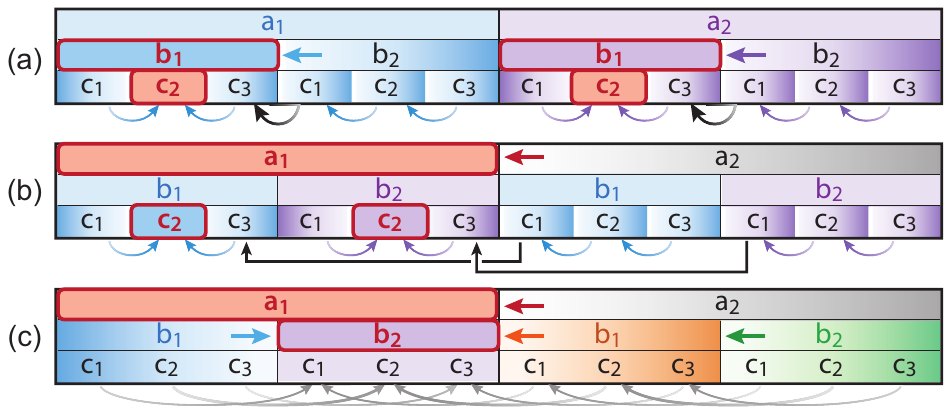 a₁ a₂
(a) b₁ b₂ b₁ b₂
c₁ c₂ c₃ c₁ c₂ c₃ c₁ c₂ c₃ c₁ c₂ c₃
a₁ a₂
(b) b₁ b₂ b₁ b₂
c₁ c₂ c₃ c₁ c₂ c₃ c₁ c₂ c₃ c₁ c₂ c₃
a₁ a₂
(c) b₁ b₂ b₁ b₂
c₁ c₂ c₃ c₁ c₂ c₃ c₁ c₂ c₃ c₁ c₂ c₃